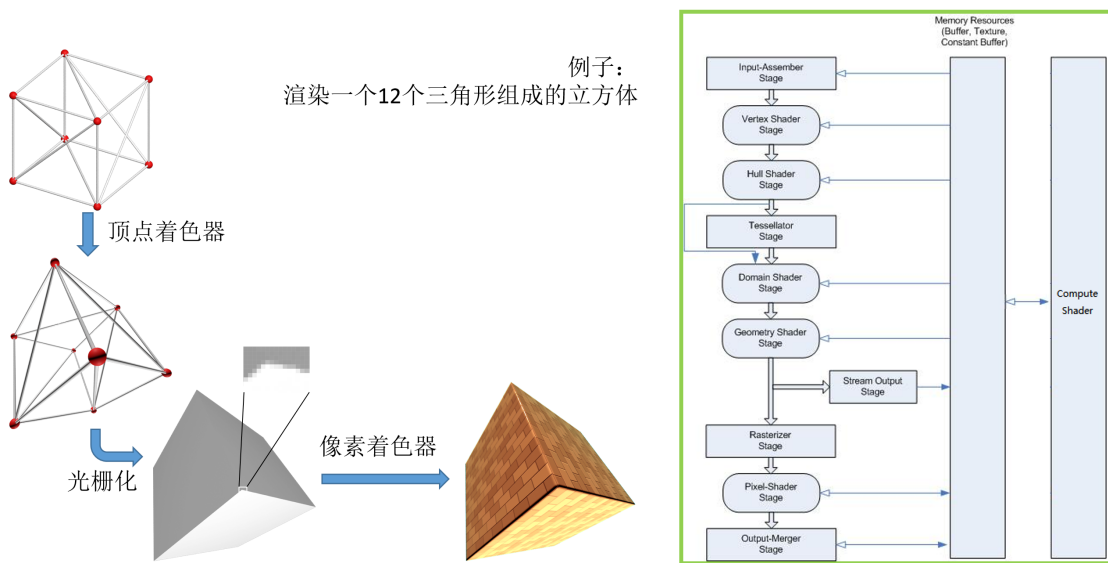 例子：
渲染一个12个三角形组成的立方体
顶点着色器
光栅化
像素着色器
Memory Resources
(Buffer, Texture,
Constant Buffer)
Input-Assember
Stage
Vertex Shader
Stage
Hull Shader
Stage
Tessellator
Stage
Domain Shader
Stage
Geometry Shader
Stage
Stream Output
Stage
Rasterizer
Stage
Pixel-Shader
Stage
Output-Merger
Stage
Compute
Shader